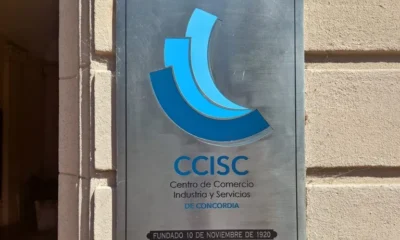 CCISC
Centro de Comercio
Industria y Servicios
DE CONCORDIA
FUNDADO 10 DE NOVIEMBRE DE 1920